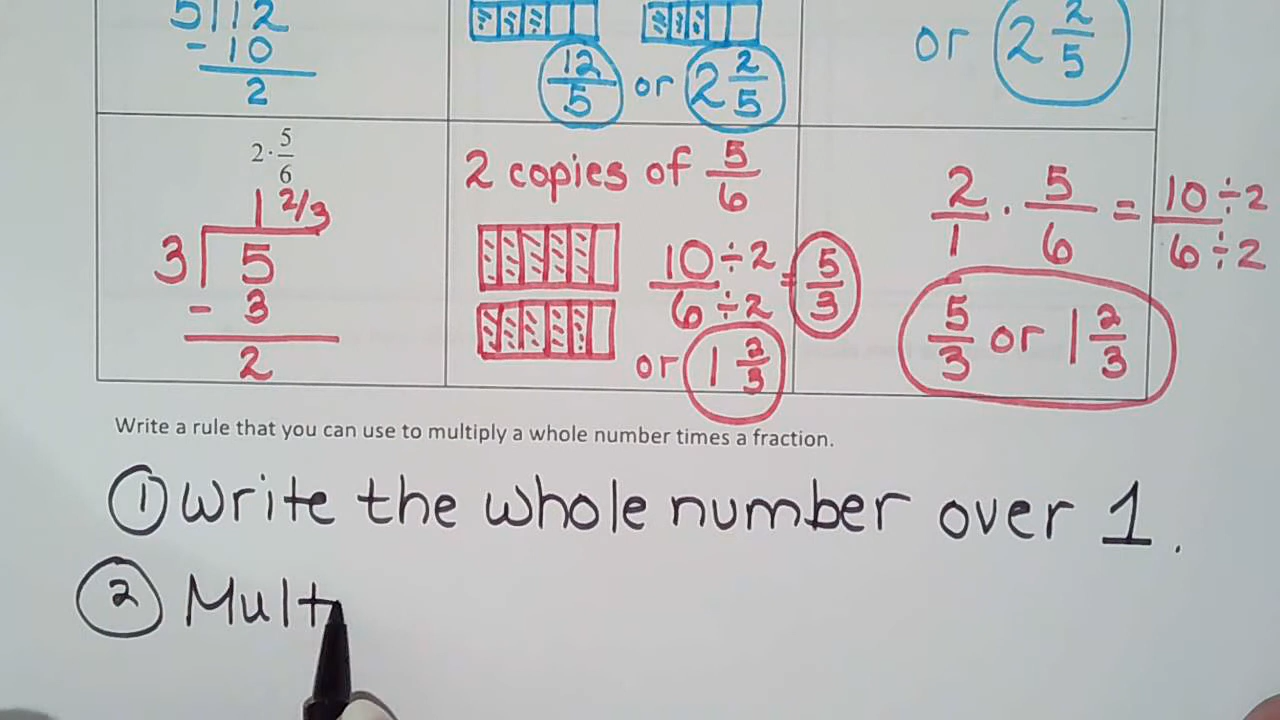 5 12
- 10
2
12/5 or 2 2/5
or 2 2/5
2 · 5/6
1 2/3
3 5
- 3
2
2 copies of 5/6
10÷2 / 6÷2 = 5/3
or 1 2/3
2/1 · 5/6 = 10÷2 / 6÷2
5/3 or 1 2/3
Write a rule that you can use to multiply a whole number times a fraction.
① Write the whole number over 1.
② Mult